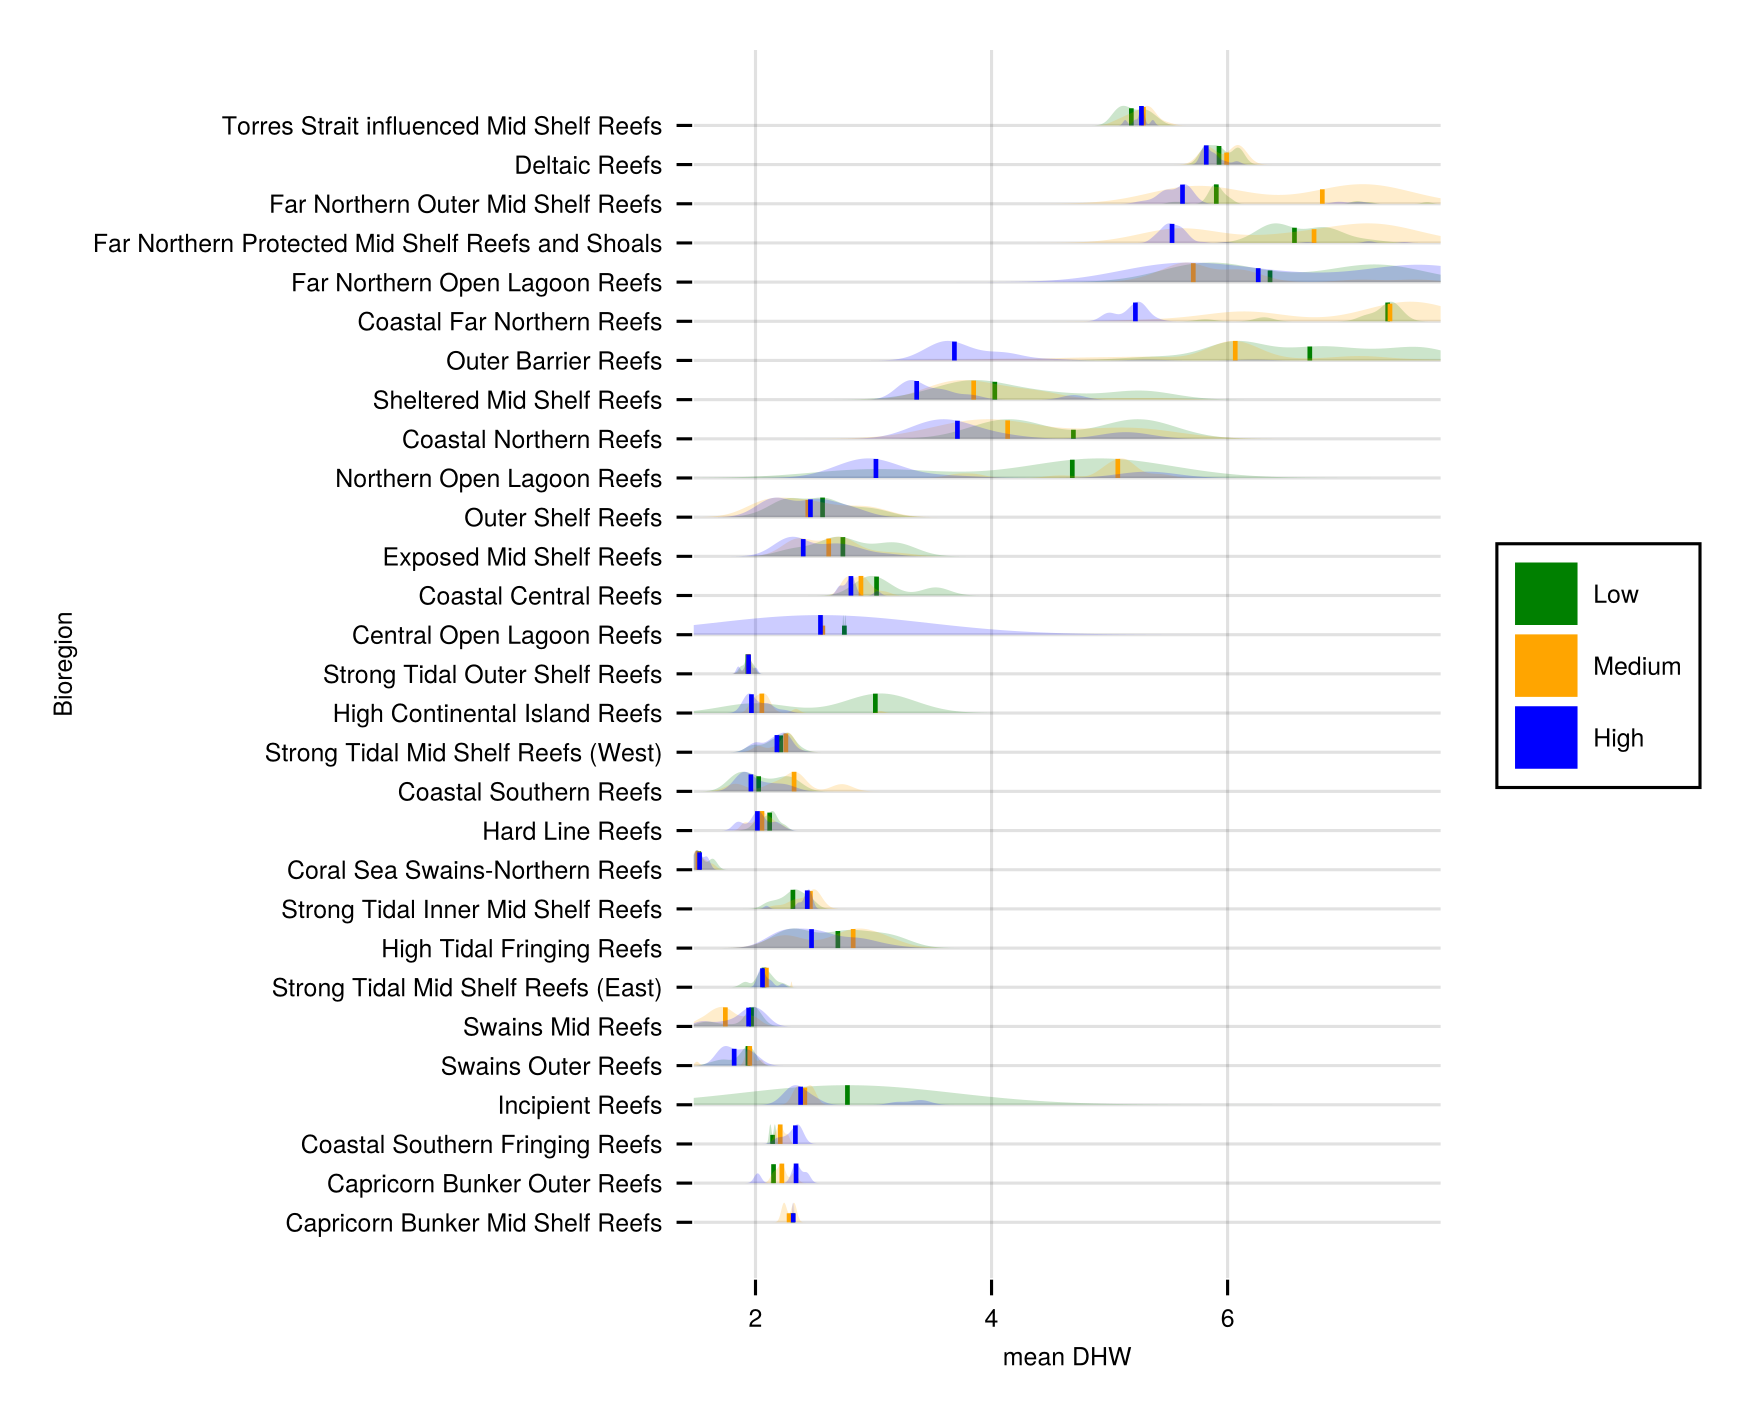 Torres Strait influenced Mid Shelf Reefs
Deltaic Reefs
Far Northern Outer Mid Shelf Reefs
Far Northern Protected Mid Shelf Reefs and Shoals
Far Northern Open Lagoon Reefs
Coastal Far Northern Reefs
Outer Barrier Reefs
Sheltered Mid Shelf Reefs
Coastal Northern Reefs
Northern Open Lagoon Reefs
Outer Shelf Reefs
Exposed Mid Shelf Reefs
Coastal Central Reefs
Central Open Lagoon Reefs
Strong Tidal Outer Shelf Reefs
High Continental Island Reefs
Strong Tidal Mid Shelf Reefs (West)
Coastal Southern Reefs
Hard Line Reefs
Coral Sea Swains-Northern Reefs
Strong Tidal Inner Mid Shelf Reefs
High Tidal Fringing Reefs
Strong Tidal Mid Shelf Reefs (East)
Swains Mid Reefs
Swains Outer Reefs
Incipient Reefs
Coastal Southern Fringing Reefs
Capricorn Bunker Outer Reefs
Capricorn Bunker Mid Shelf Reefs
Bioregion
2 4 6
mean DHW
Low
Medium
High